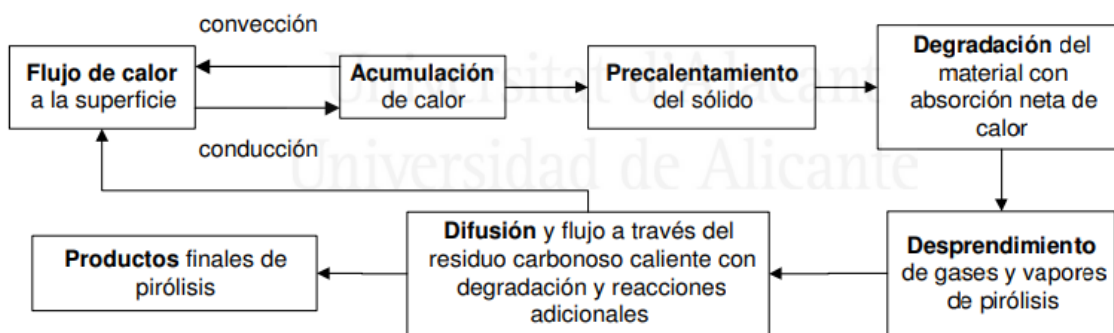 convección
Flujo de calor
a la superficie
Acumulación
de calor
Precalentamiento
del sólido
Degradación del
material con
absorción neta de
calor
conducción
Universitat d'Alacant
Universidad de Alicante
Desprendimiento
de gases y vapores
de pirólisis
Difusión y flujo a través del
residuo carbonoso caliente con
degradación y reacciones
adicionales
Productos finales de
pirólisis